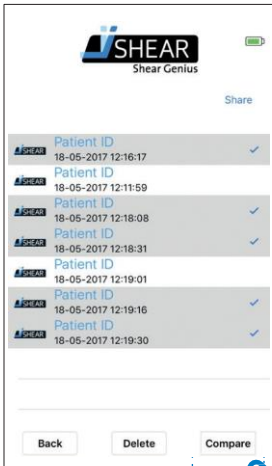 SHEAR
Shear Genius
Share
SHEAR Patient ID
18-05-2017 12:16:17
SHEAR Patient ID
18-05-2017 12:11:59
SHEAR Patient ID
18-05-2017 12:18:08
SHEAR Patient ID
18-05-2017 12:18:31
SHEAR Patient ID
18-05-2017 12:19:01
SHEAR Patient ID
18-05-2017 12:19:16
SHEAR Patient ID
18-05-2017 12:19:30
Back Delete Compare